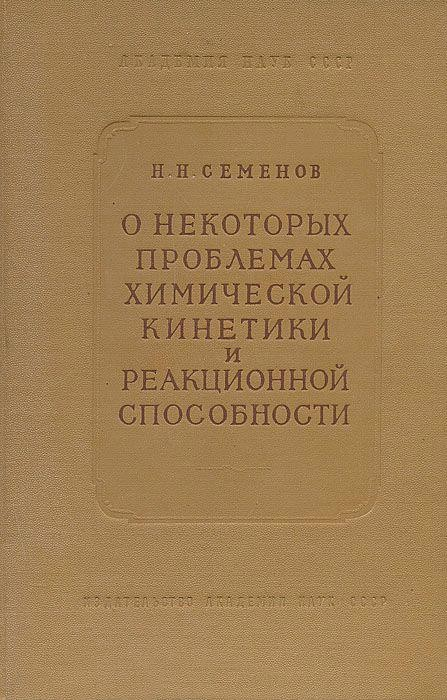 АКАДЕМИЯ НАУК СССР
Н. Н. СЕМЕНОВ
О НЕКОТОРЫХ
ПРОБЛЕМАХ
ХИМИЧЕСКОЙ
КИНЕТИКИ
И
РЕАКЦИОННОЙ
СПОСОБНОСТИ
ИЗДАТЕЛЬСТВО АКАДЕМИИ НАУК СССР